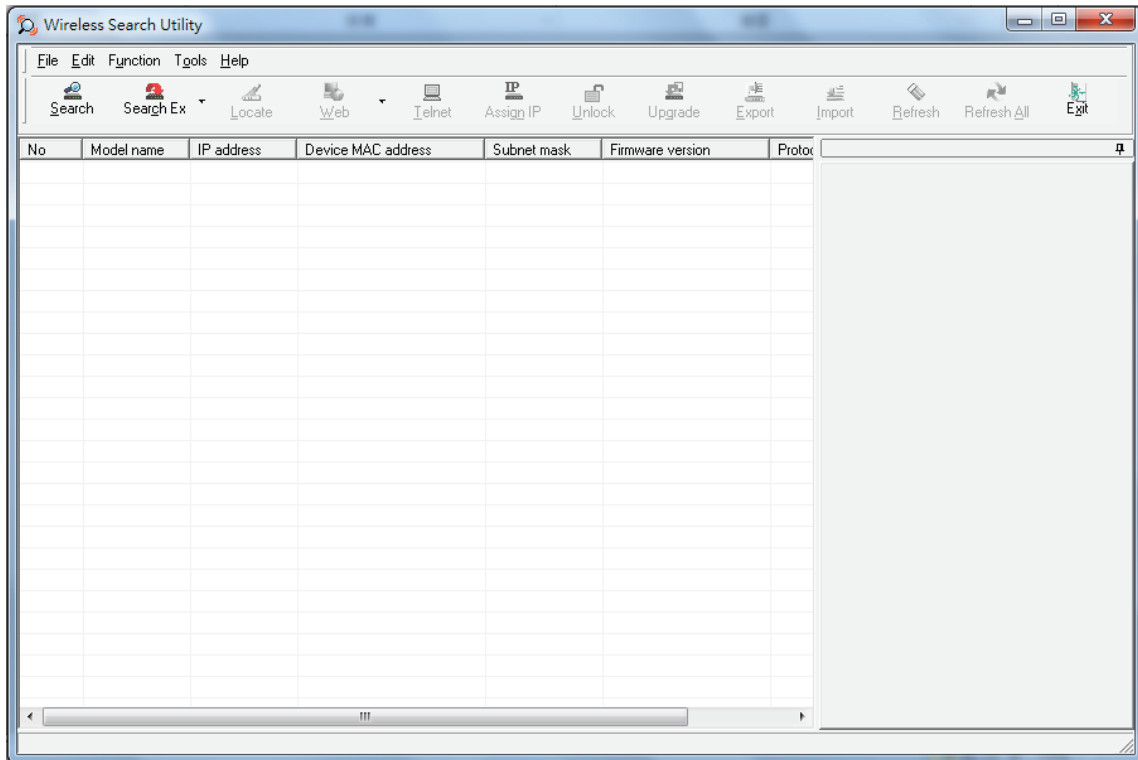 Wireless Search Utility
File Edit Function Tools Help
Search Search Ex Locate Web Telnet Assign IP Unlock Upgrade Export Import Refresh Refresh All Exit
No Model name IP address Device MAC address Subnet mask Firmware version Protoc